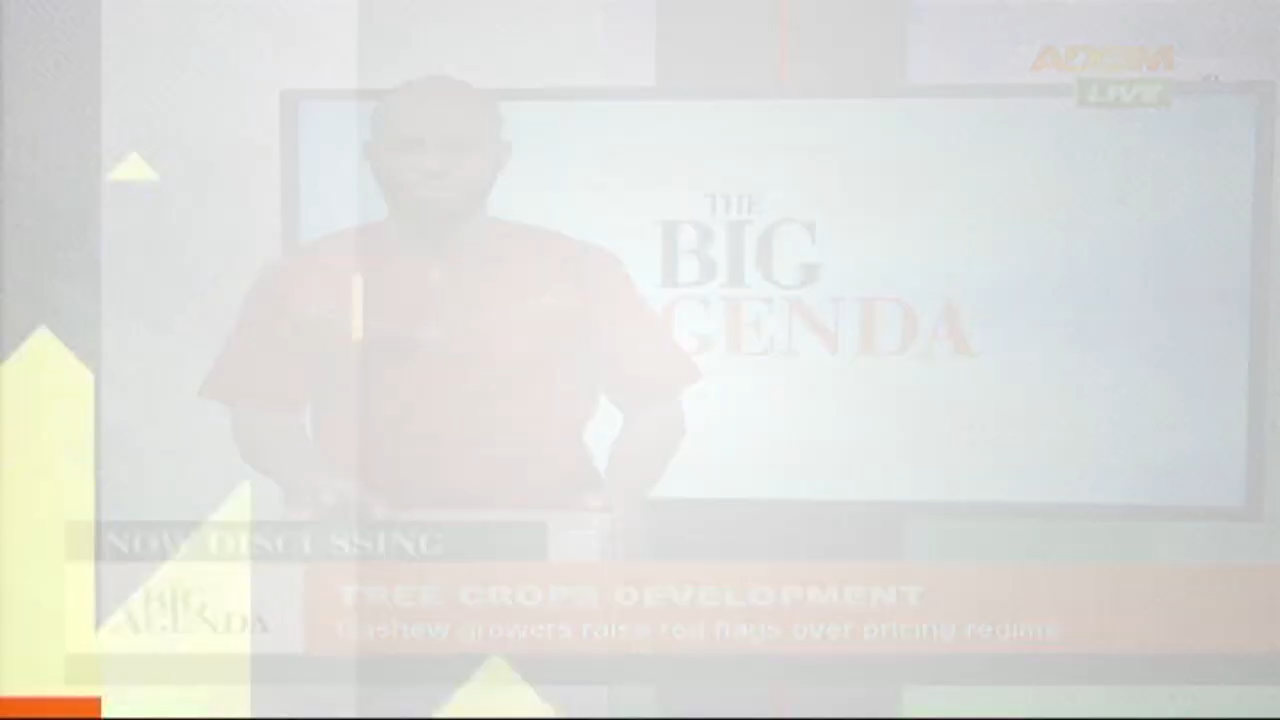 ADOM
LIVE
THE
BIG
GENDA
NOW DISCUSSING
BIG
AGENDA
TREE CROPS DEVELOPMENT
Cashew growers raise red flags over pricing regime